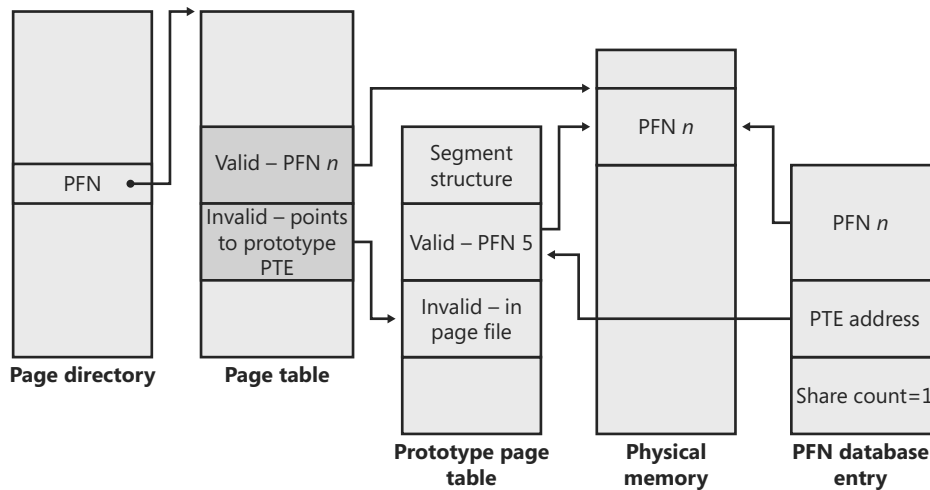 PFN
Page directory
Valid – PFN n
Invalid – points
to prototype
PTE
Page table
Segment
structure
Valid – PFN 5
Invalid – in
page file
Prototype page
table
PFN n
Physical
memory
PFN n
PTE address
Share count=1
PFN database
entry